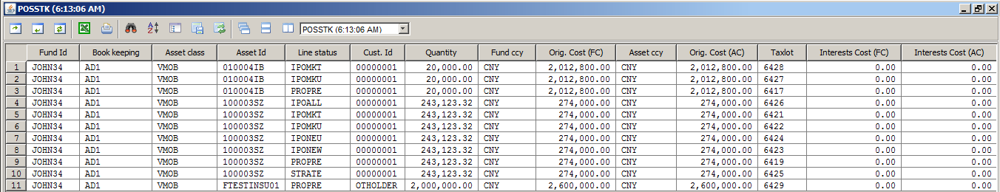 POSSTK (6:13:06 AM)
POSSTK (6:13:06 AM)
Fund Id Book keeping Asset class Asset Id Line status Cust. Id Quantity Fund ccy Orig. Cost (FC) Asset ccy Orig. Cost (AC) Taxlot Interests Cost (FC) Interests Cost (AC)
1 JOHN34 AD1 VMOB 010004IB IPOMKT 00000001 20,000.00 CNY 2,012,800.00 CNY 2,012,800.00 6428 0.00 0.00
2 JOHN34 AD1 VMOB 010004IB IPOMKU 00000001 20,000.00 CNY 2,012,800.00 CNY 2,012,800.00 6427 0.00 0.00
3 JOHN34 AD1 VMOB 010004IB PROPRE 00000001 20,000.00 CNY 2,012,800.00 CNY 2,012,800.00 6417 0.00 0.00
4 JOHN34 AD1 VMOB 100003SZ IPOALL 00000001 243,123.32 CNY 274,000.00 CNY 274,000.00 6426 0.00 0.00
5 JOHN34 AD1 VMOB 100003SZ IPOMKT 00000001 243,123.32 CNY 274,000.00 CNY 274,000.00 6421 0.00 0.00
6 JOHN34 AD1 VMOB 100003SZ IPOMKU 00000001 243,123.32 CNY 274,000.00 CNY 274,000.00 6422 0.00 0.00
7 JOHN34 AD1 VMOB 100003SZ IPONEU 00000001 243,123.32 CNY 274,000.00 CNY 274,000.00 6424 0.00 0.00
8 JOHN34 AD1 VMOB 100003SZ IPONEW 00000001 243,123.32 CNY 274,000.00 CNY 274,000.00 6423 0.00 0.00
9 JOHN34 AD1 VMOB 100003SZ PROPRE 00000001 243,123.32 CNY 274,000.00 CNY 274,000.00 6419 0.00 0.00
10 JOHN34 AD1 VMOB 100003SZ STRATE 00000001 243,123.32 CNY 274,000.00 CNY 274,000.00 6425 0.00 0.00
11 JOHN34 AD1 VMOB FTESTINSU01 PROPRE OTHOLDER 2,000,000.00 CNY 2,600,000.00 CNY 2,600,000.00 6429 0.00 0.00